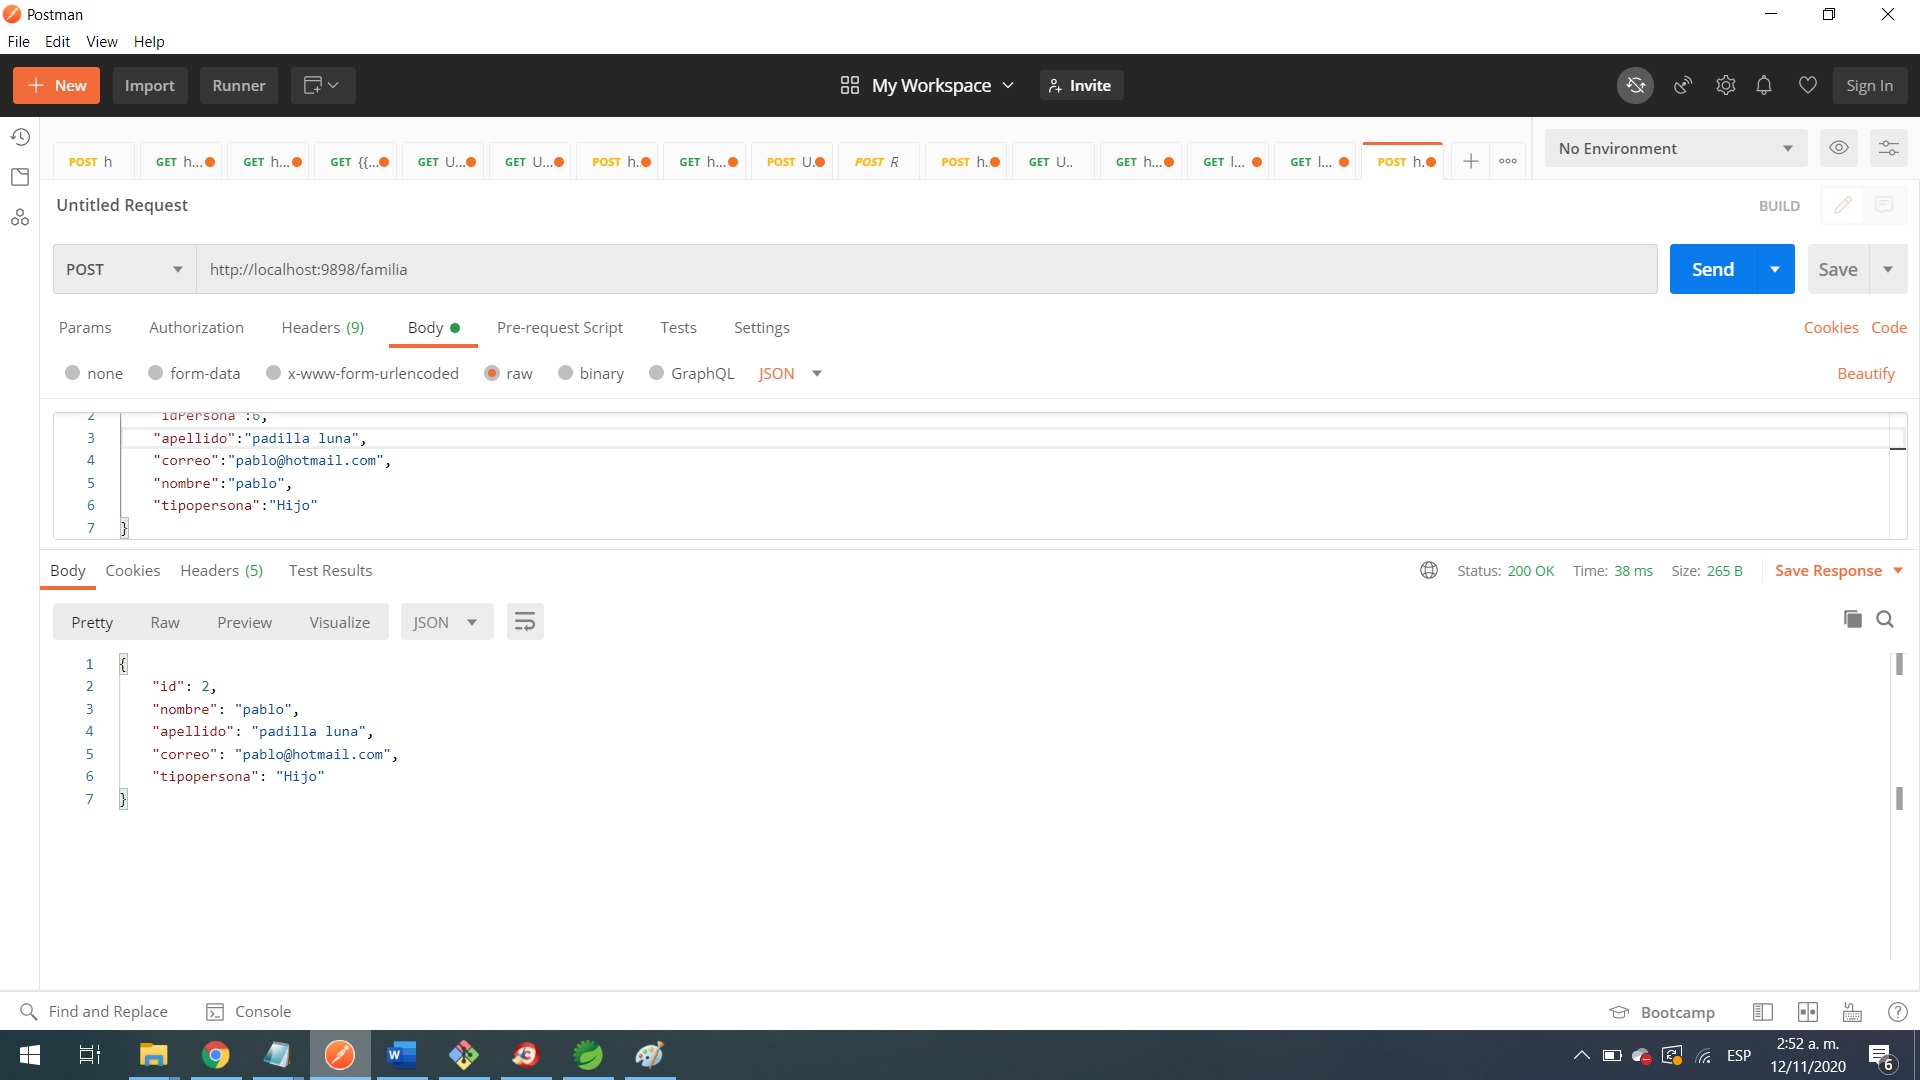 Postman
File Edit View Help
New Import Runner My Workspace Invite Sign In
POST h GET h... GET h... GET {{... GET U... GET U... POST h. GET h... POST U. POST R POST h. GET U.. GET h... GET l... GET l... POST h. No Environment
Untitled Request BUILD
POST http://localhost:9898/familia Send Save
Params Authorization Headers (9) Body Pre-request Script Tests Settings Cookies Code
none form-data x-www-form-urlencoded raw binary GraphQL JSON Beautify
2 "idPersona":6,
3 "apellido":"padilla luna",
4 "correo":"pablo@hotmail.com",
5 "nombre":"pablo",
6 "tipopersona":"Hijo"
7 }
Body Cookies Headers (5) Test Results Status: 200 OK Time: 38 ms Size: 265 B Save Response
Pretty Raw Preview Visualize JSON
1 {
2 "id": 2,
3 "nombre": "pablo",
4 "apellido": "padilla luna",
5 "correo": "pablo@hotmail.com",
6 "tipopersona": "Hijo"
7 }
Find and Replace Console Bootcamp
ESP 2:52 a. m.
12/11/2020 6